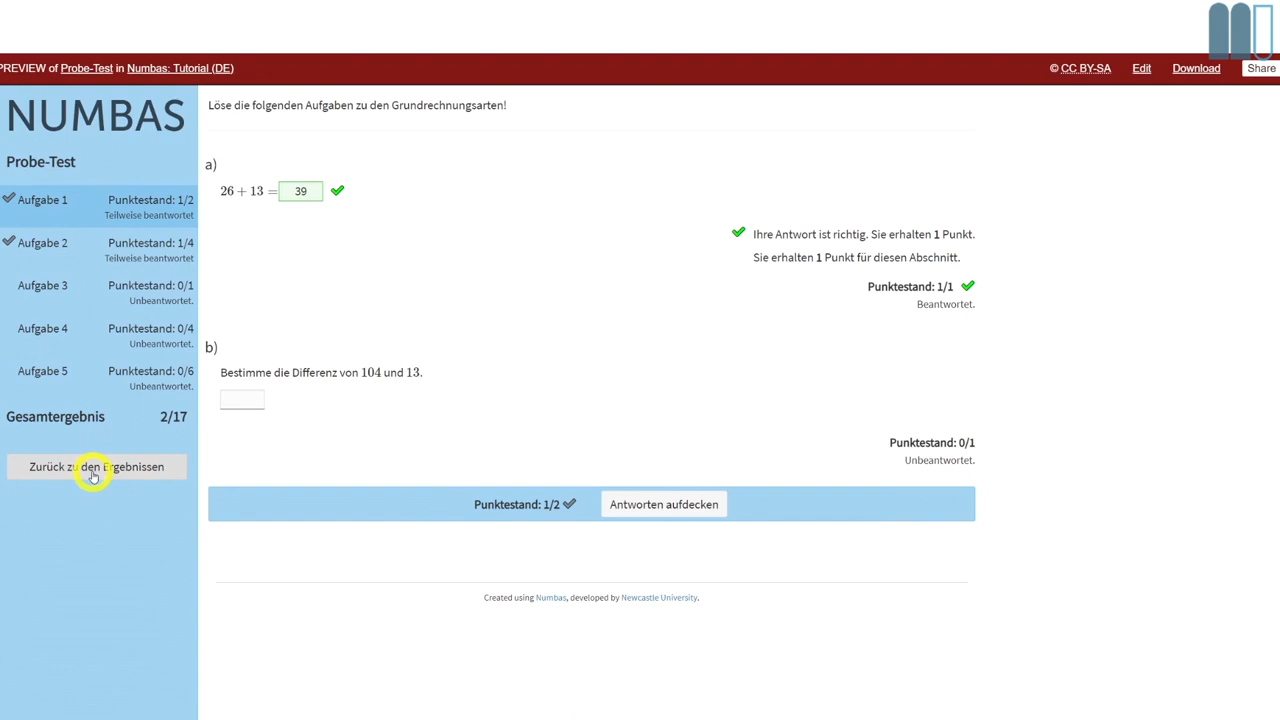 PREVIEW of Probe-Test in Numbas: Tutorial (DE)
© CC BY-SA Edit Download Share
NUMBAS
Probe-Test
Aufgabe 1 Punktestand: 1/2
Teilweise beantwortet
Aufgabe 2 Punktestand: 1/4
Teilweise beantwortet
Aufgabe 3 Punktestand: 0/1
Unbeantwortet.
Aufgabe 4 Punktestand: 0/4
Unbeantwortet.
Aufgabe 5 Punktestand: 0/6
Unbeantwortet.
Gesamtergebnis 2/17
Zurück zu den Ergebnissen
Löse die folgenden Aufgaben zu den Grundrechnungsarten!
a)
26 + 13 = 39
Ihre Antwort ist richtig. Sie erhalten 1 Punkt.
Sie erhalten 1 Punkt für diesen Abschnitt.
Punktestand: 1/1
Beantwortet.
b)
Bestimme die Differenz von 104 und 13.
Punktestand: 0/1
Unbeantwortet.
Punktestand: 1/2 Antworten aufdecken
Created using Numbas, developed by Newcastle University.